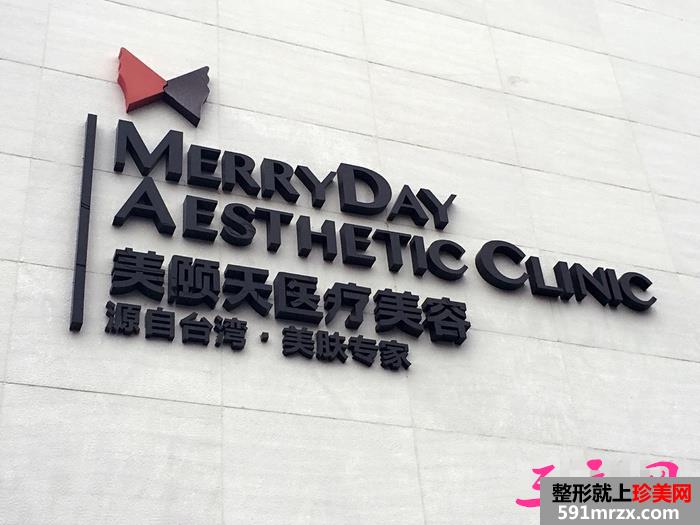 MERRYDAY
AESTHETIC CLINIC
美颐天医疗美容
源自台湾·美肤专家
整形就上珍美网
591mrzx.com